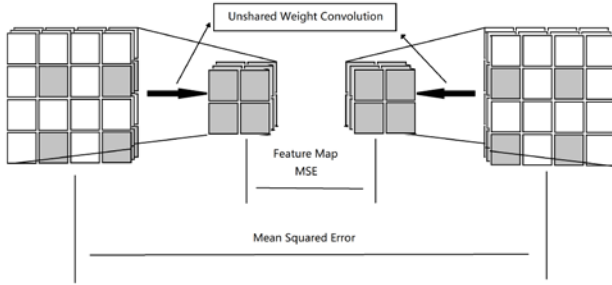 Unshared Weight Convolution
Feature Map
MSE
Mean Squared Error